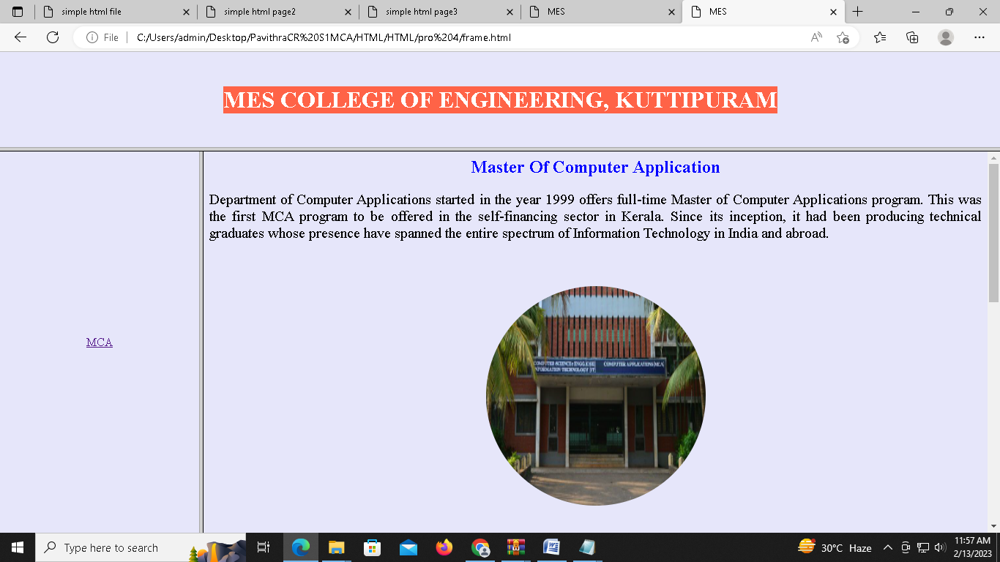 simple html file
simple html page2
simple html page3
MES
MES
File
C:/Users/admin/Desktop/PavithraCR%20S1MCA/HTML/HTML/pro%204/frame.html
MES COLLEGE OF ENGINEERING, KUTTIPURAM
MCA
Master Of Computer Application
Department of Computer Applications started in the year 1999 offers full-time Master of Computer Applications program. This was
the first MCA program to be offered in the self-financing sector in Kerala. Since its inception, it had been producing technical
graduates whose presence have spanned the entire spectrum of Information Technology in India and abroad.
COMPUTER SCIENCE
INFORMATION TECHNOLOGY
COMPUTER APPLICATIONS MCA
Type here to search
30°C Haze
11:57 AM
2/13/2023